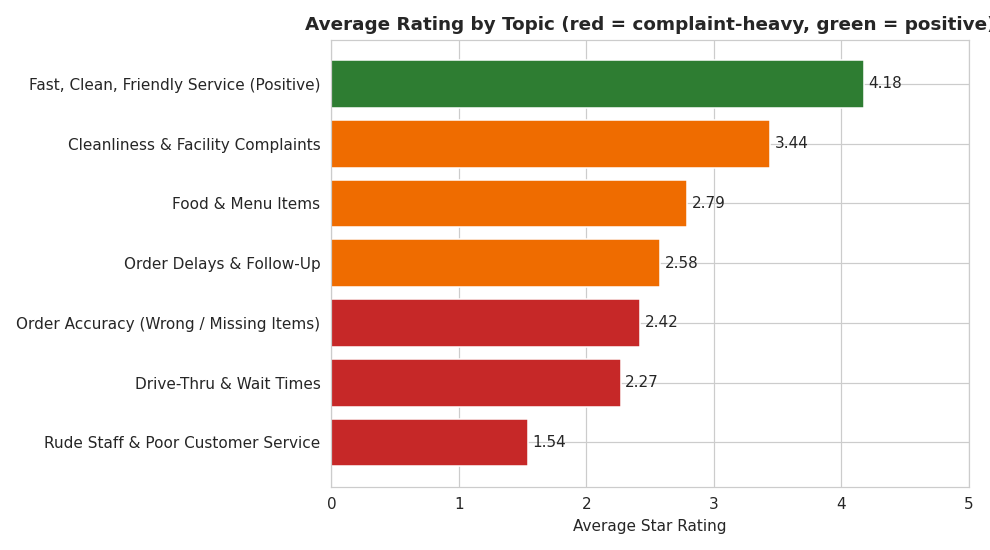 Average Rating by Topic (red = complaint-heavy, green = positive)
Fast, Clean, Friendly Service (Positive) 4.18
Cleanliness & Facility Complaints 3.44
Food & Menu Items 2.79
Order Delays & Follow-Up 2.58
Order Accuracy (Wrong / Missing Items) 2.42
Drive-Thru & Wait Times 2.27
Rude Staff & Poor Customer Service 1.54
0 1 2 3 4 5
Average Star Rating